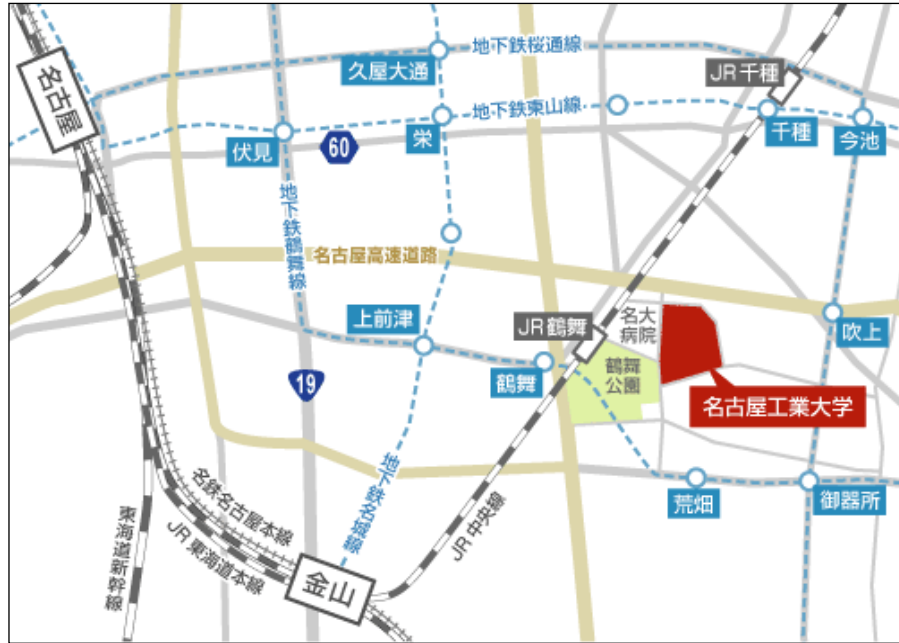 地下鉄桜通線
久屋大通
JR千種
名古屋
地下鉄東山線
栄
千種
今池
伏見
60
地下鉄鶴舞線
名古屋高速道路
上前津
JR鶴舞
名大
病院
吹上
鶴舞
鶴舞
公園
19
名古屋工業大学
地下鉄名城線
荒畑
御器所
名鉄名古屋本線
JR中央線
東海道新幹線
JR東海道本線
金山